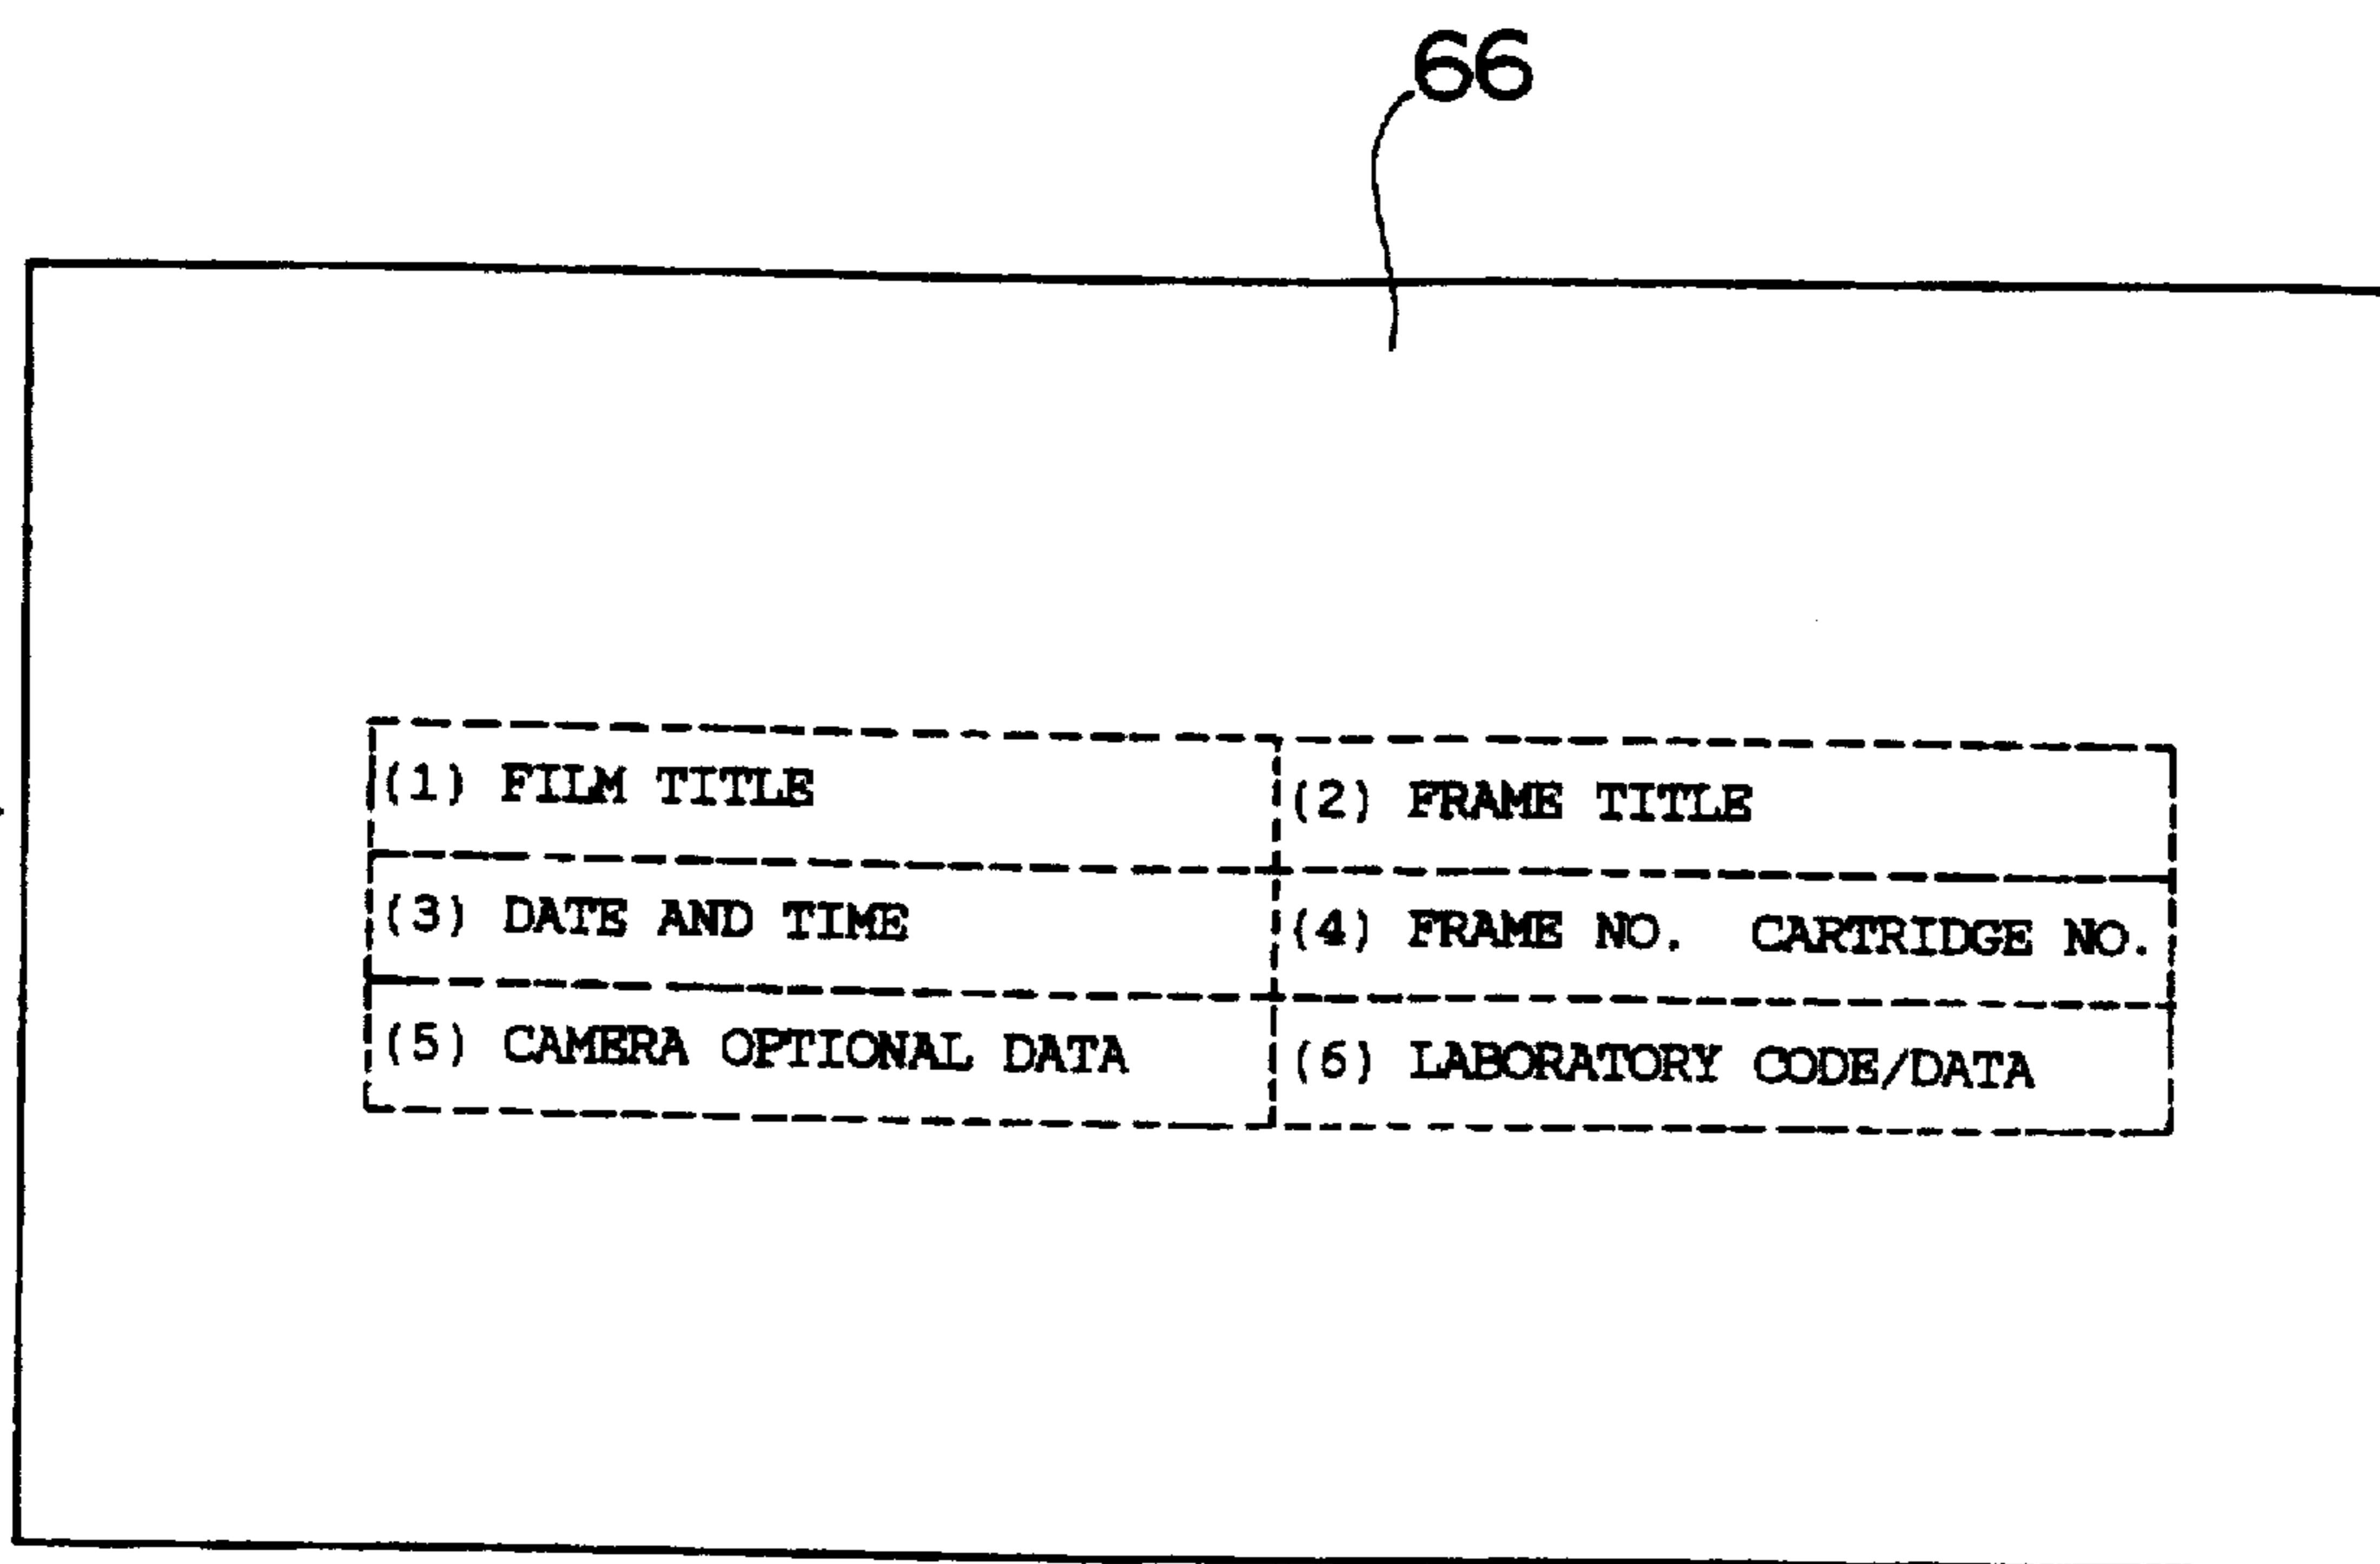 66
(1) FILM TITLE (2) FRAME TITLE
(3) DATE AND TIME (4) FRAME NO. CARTRIDGE NO.
(5) CAMERA OPTIONAL DATA (6) LABORATORY CODE/DATA